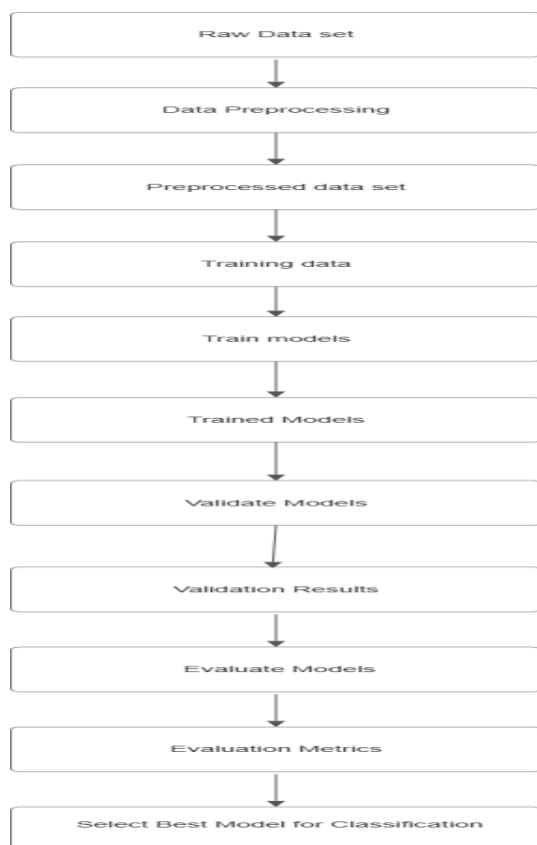 Raw Data set
Data Preprocessing
Preprocessed data set
Training data
Train models
Trained Models
Validate Models
Validation Results
Evaluate Models
Evaluation Metrics
Select Best Model for Classification